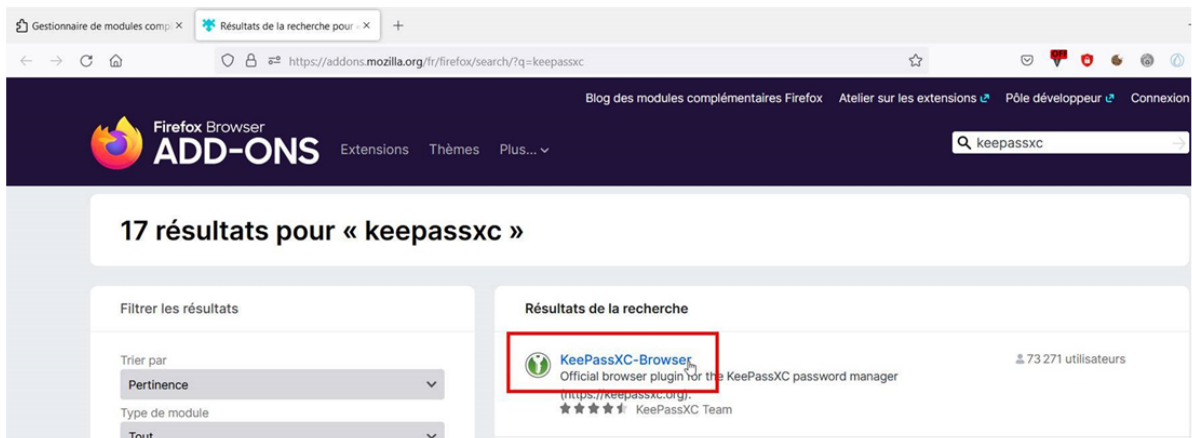 Gestionnaire de modules comp
Résultats de la recherche pour «
https://addons.mozilla.org/fr/firefox/search/?q=keepassxc
OFF
Blog des modules complémentaires Firefox Atelier sur les extensions Pôle développeur Connexion
Firefox Browser
ADD-ONS
Extensions Thèmes Plus...
keepassxc
17 résultats pour « keepassxc »
Filtrer les résultats
Trier par
Pertinence
Type de module
Tout
Résultats de la recherche
KeePassXC-Browser
Official browser plugin for the KeePassXC password manager
(https://keepassxc.org).
KeePassXC Team
73 271 utilisateurs